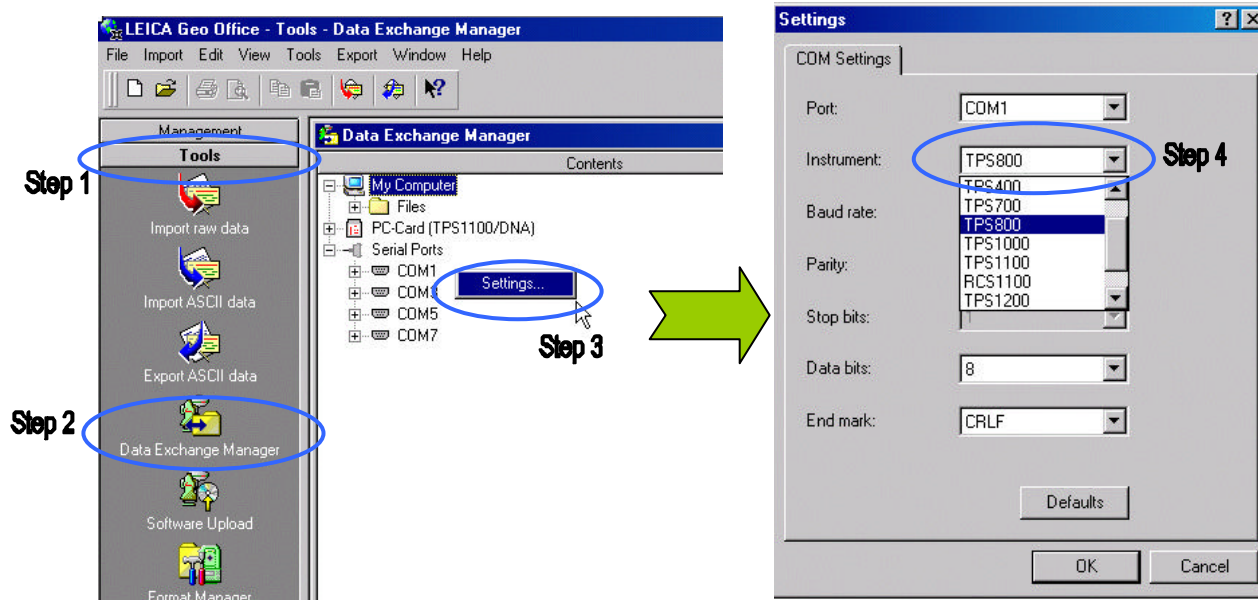 LEICA Geo Office - Tools - Data Exchange Manager
File Import Edit View Tools Export Window Help
Management
Tools
Step 1
Import raw data
Import ASCII data
Export ASCII data
Step 2
Data Exchange Manager
Software Upload
Format Manager
Data Exchange Manager
Contents
My Computer
Files
PC-Card (TPS1100/DNA)
Serial Ports
COM1
COM3
COM5
COM7
Settings...
Step 3
Settings
COM Settings
Port: COM1
Instrument: TPS800
Step 4
TPS400
TPS700
TPS800
TPS1000
TPS1100
RCS1100
TPS1200
Baud rate:
Parity:
Stop bits: 1
Data bits: 8
End mark: CRLF
Defaults
OK Cancel